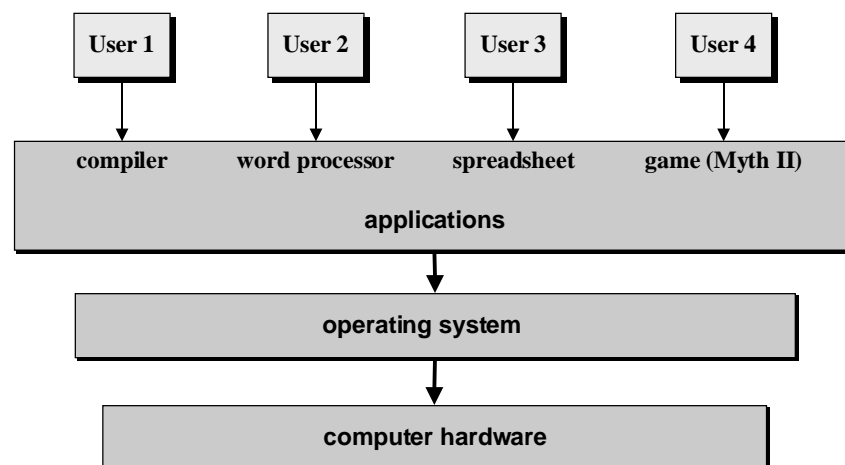 User 1 User 2 User 3 User 4
compiler word processor spreadsheet game (Myth II)
applications
operating system
computer hardware